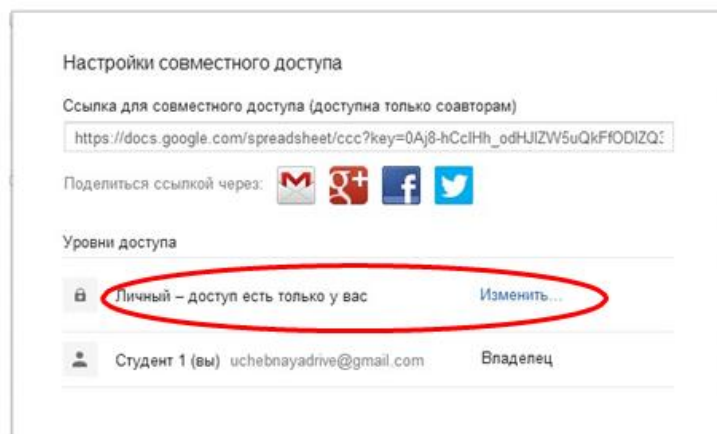 Настройки совместного доступа
Ссылка для совместного доступа (доступна только соавторам)
https://docs.google.com/spreadsheet/ccc?key=0Aj8-hCcIHh_odHJlZW5uQkFfODlZQ3
Поделиться ссылкой через:
Уровни доступа
Личный – доступ есть только у вас Изменить...
Студент 1 (вы) uchebnayadrive@gmail.com Владелец